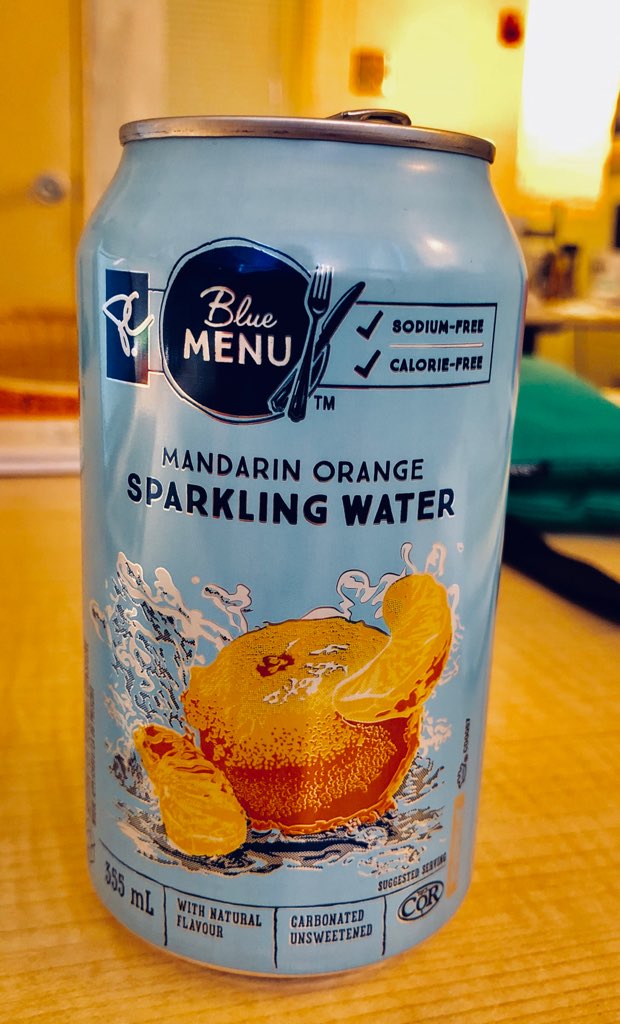 PC
Blue
MENU
SODIUM-FREE
CALORIE-FREE
TM
MANDARIN ORANGE
SPARKLING WATER
SUGGESTED SERVING
355 mL
WITH NATURAL
FLAVOUR
CARBONATED
UNSWEETENED
COR